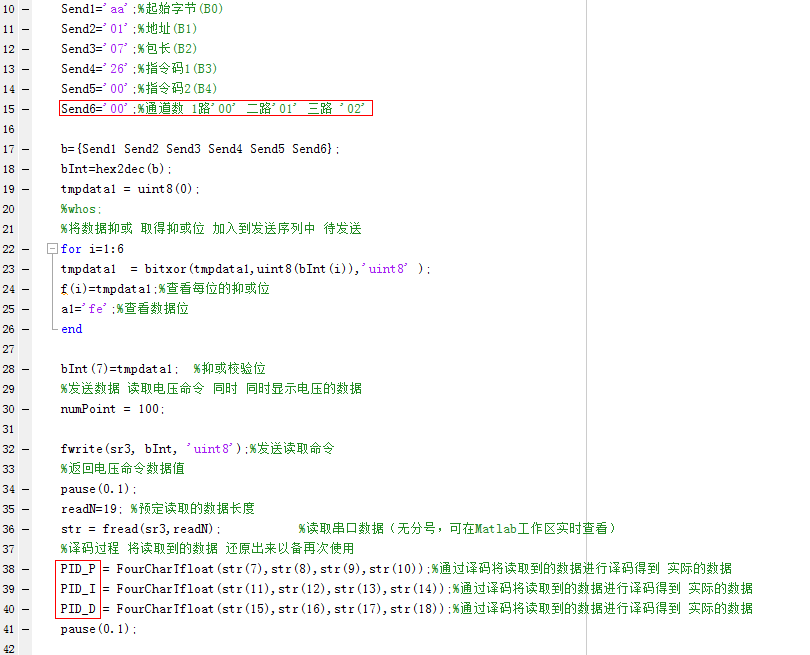 10 Send1='aa';%起始字节(B0)
11 Send2='01';%地址(B1)
12 Send3='07';%包长(B2)
13 Send4='26';%指令码1(B3)
14 Send5='00';%指令码2(B4)
15 Send6='00';%通道数 1路'00' 二路'01' 三路 '02'
16
17 b={Send1 Send2 Send3 Send4 Send5 Send6};
18 bInt=hex2dec(b);
19 tmpdata1 = uint8(0);
20 %whos;
21 %将数据抑或 取得抑或位 加入到发送序列中 待发送
22 for i=1:6
23 tmpdata1 = bitxor(tmpdata1,uint8(bInt(i)),'uint8' );
24 f(i)=tmpdata1;%查看每位的抑或位
25 a1='fe';%查看数据位
26 end
27
28 bInt(7)=tmpdata1; %抑或校验位
29 %发送数据 读取电压命令 同时 同时显示电压的数据
30 numPoint = 100;
31
32 fwrite(sr3, bInt, 'uint8');%发送读取命令
33 %返回电压命令数据值
34 pause(0.1);
35 readN=19; %预定读取的数据长度
36 str = fread(sr3,readN); %读取串口数据（无分号，可在Matlab工作区实时查看）
37 %译码过程 将读取到的数据 还原出来以备再次使用
38 PID_P = FourCharIfloat(str(7),str(8),str(9),str(10));%通过译码将读取到的数据进行译码得到 实际的数据
39 PID_I = FourCharIfloat(str(11),str(12),str(13),str(14));%通过译码将读取到的数据进行译码得到 实际的数据
40 PID_D = FourCharIfloat(str(15),str(16),str(17),str(18));%通过译码将读取到的数据进行译码得到 实际的数据
41 pause(0.1);
42